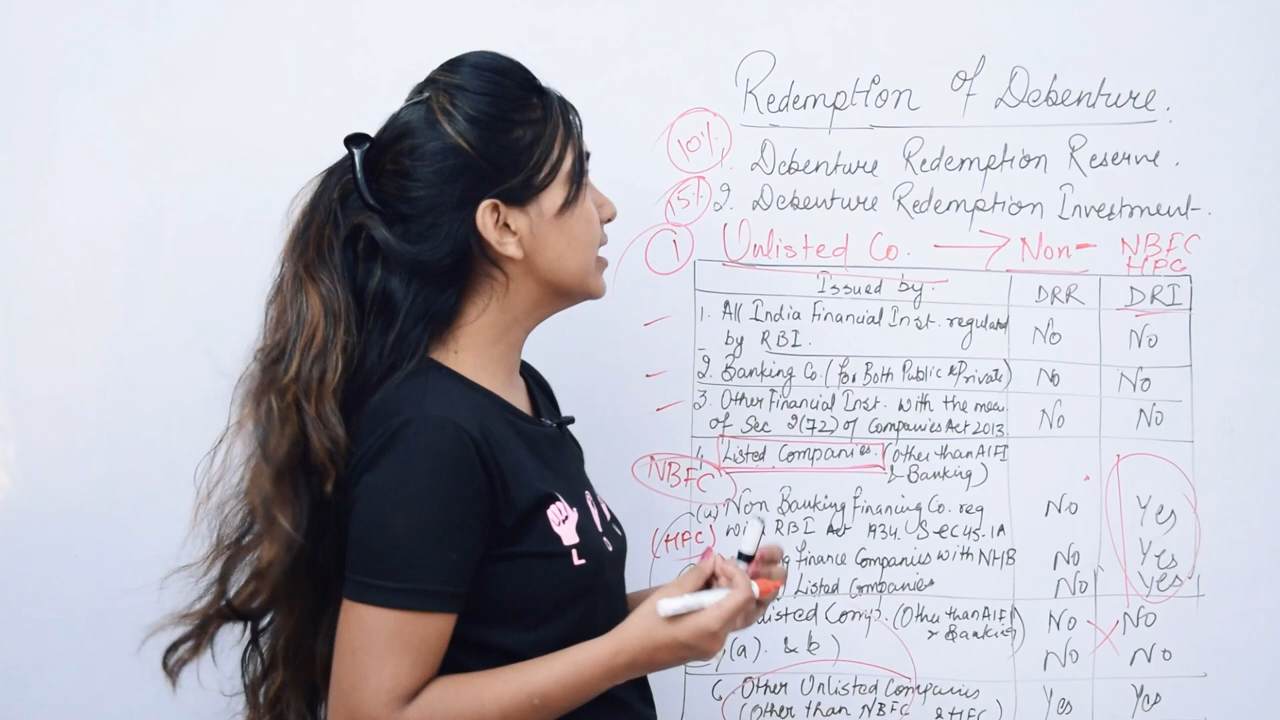 Redemption of Debenture.
10%
1. Debenture Redemption Reserve.
15%
2. Debenture Redemption Investment.
1 Unlisted Co. → Non- NBFC
HFC
Issued by. DRR DRI
1. All India Financial Inst. regulated
by RBI. No No
2. Banking Co. (for Both Public & Private) No No
3. Other Financial Inst. with the mea.
of Sec 2(72) of Companies Act 2013 No No
4. Listed Companies. (Other than AIFI
& Banking)
NBFC
(a) Non Banking Financing Co. reg No Yes
RBI Act 1934. Sec 45-1A
(HFC)
finance Companies with NHB No Yes
Listed Companies No Yes
listed Comp. (Other than AIFI No No
& Banking)
(a). & b) No No
6. Other Unlisted Companies Yes Yes
(Other than NBFC & HFC)
L O